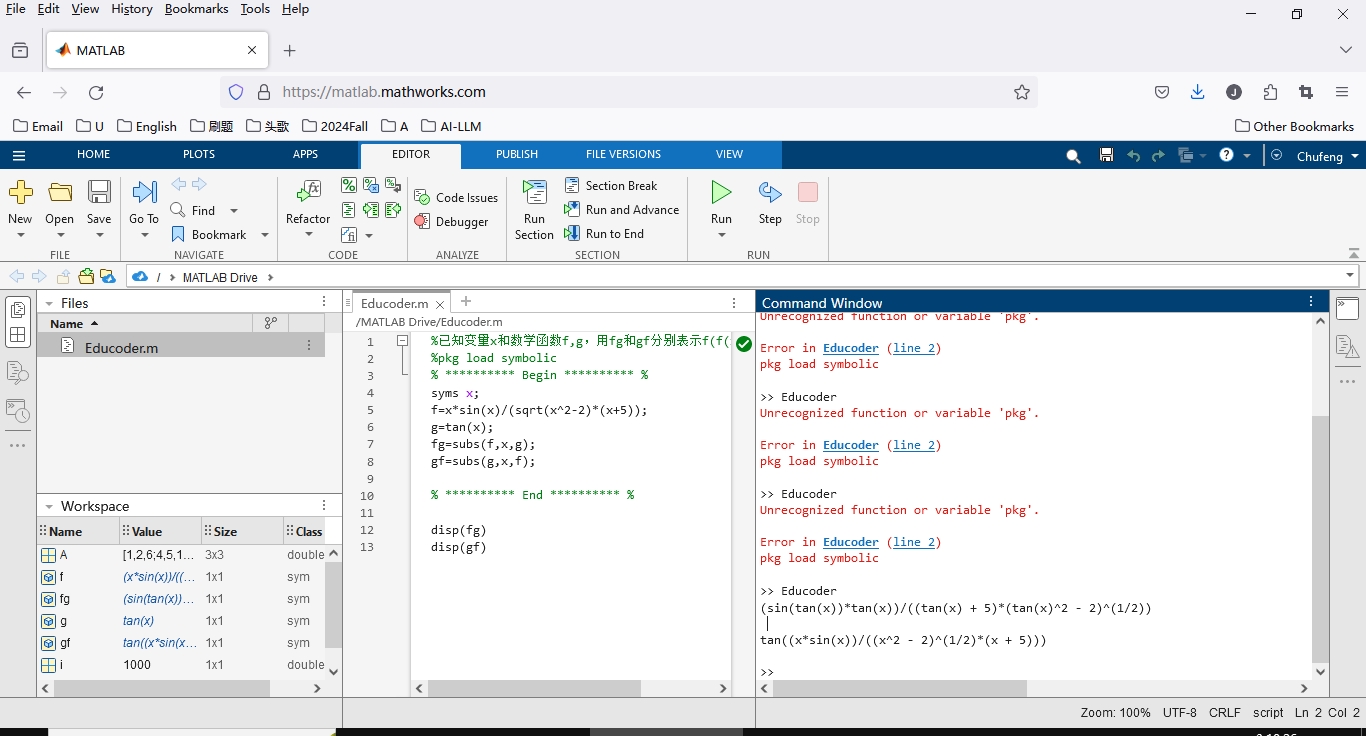 File Edit View History Bookmarks Tools Help
MATLAB
https://matlab.mathworks.com
J
Email U English 刷题 头歌 2024Fall A AI-LLM Other Bookmarks
HOME PLOTS APPS EDITOR PUBLISH FILE VERSIONS VIEW Chufeng
New Open Save Go To Find Bookmark Refactor Code Issues Debugger Run Section Section Break Run and Advance Run to End Run Step Stop
FILE NAVIGATE CODE ANALYZE SECTION RUN
/ MATLAB Drive
Files
Name
Educoder.m
Workspace
Name Value Size Class
A [1,2,6;4,5,1... 3x3 double
f (x*sin(x))/((... 1x1 sym
fg (sin(tan(x))... 1x1 sym
g tan(x) 1x1 sym
gf tan((x*sin(x... 1x1 sym
i 1000 1x1 double
Educoder.m
/MATLAB Drive/Educoder.m
1 %已知变量x和数学函数f,g，用fg和gf分别表示f(
2 %pkg load symbolic
3 % ********** Begin ********** %
4 syms x;
5 f=x*sin(x)/(sqrt(x^2-2)*(x+5));
6 g=tan(x);
7 fg=subs(f,x,g);
8 gf=subs(g,x,f);
9
10 % ********** End ********** %
11
12 disp(fg)
13 disp(gf)
Command Window
Unrecognized function or variable 'pkg'.
Error in Educoder (line 2)
pkg load symbolic
>> Educoder
Unrecognized function or variable 'pkg'.
Error in Educoder (line 2)
pkg load symbolic
>> Educoder
Unrecognized function or variable 'pkg'.
Error in Educoder (line 2)
pkg load symbolic
>> Educoder
(sin(tan(x))*tan(x))/((tan(x) + 5)*(tan(x)^2 - 2)^(1/2))
tan((x*sin(x))/((x^2 - 2)^(1/2)*(x + 5)))
>>
Zoom: 100% UTF-8 CRLF script Ln 2 Col 2